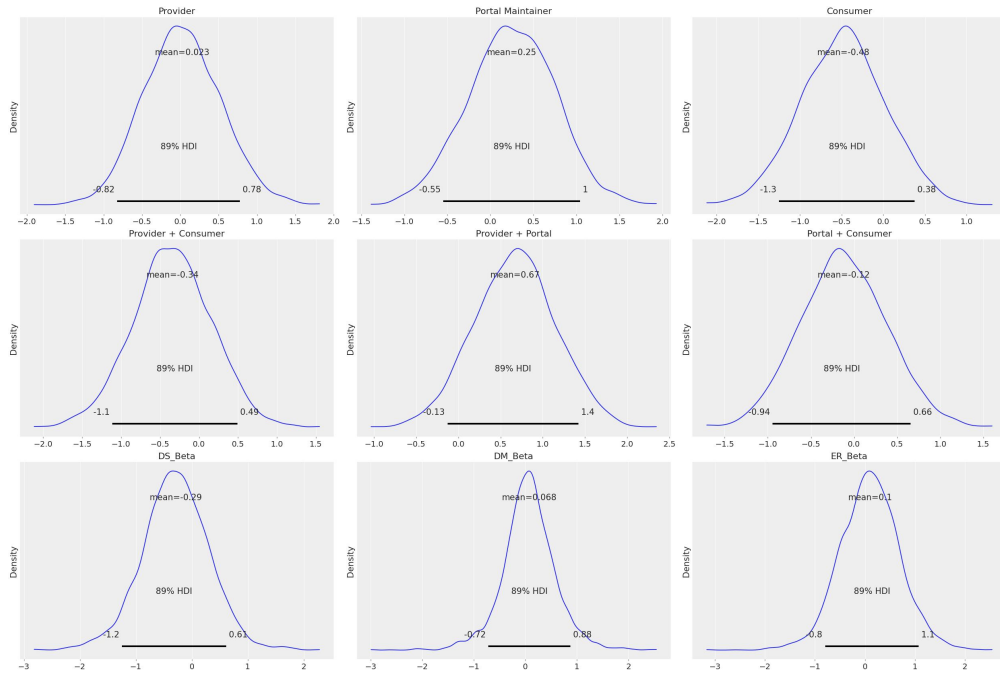 Provider
Portal Maintainer
Consumer
mean=0.023
mean=0.25
mean=-0.48
Density
Density
Density
89% HDI
89% HDI
89% HDI
-0.82
0.78
-0.55
1
-1.3
0.38
−2.0 −1.5 −1.0 −0.5 0.0 0.5 1.0 1.5 2.0
−1.5 −1.0 −0.5 0.0 0.5 1.0 1.5 2.0
−2.0 −1.5 −1.0 −0.5 0.0 0.5 1.0
Provider + Consumer
Provider + Portal
Portal + Consumer
mean=-0.34
mean=0.67
mean=-0.12
Density
Density
Density
89% HDI
89% HDI
89% HDI
-1.1
0.49
-0.13
1.4
-0.94
0.66
−2.0 −1.5 −1.0 −0.5 0.0 0.5 1.0 1.5
−1.0 −0.5 0.0 0.5 1.0 1.5 2.0 2.5
−1.5 −1.0 −0.5 0.0 0.5 1.0 1.5
DS_Beta
DM_Beta
ER_Beta
mean=-0.29
mean=0.068
mean=0.1
Density
Density
Density
89% HDI
89% HDI
89% HDI
-1.2
0.61
-0.72
0.88
-0.8
1.1
−3 −2 −1 0 1 2
−3 −2 −1 0 1 2
−3 −2 −1 0 1 2